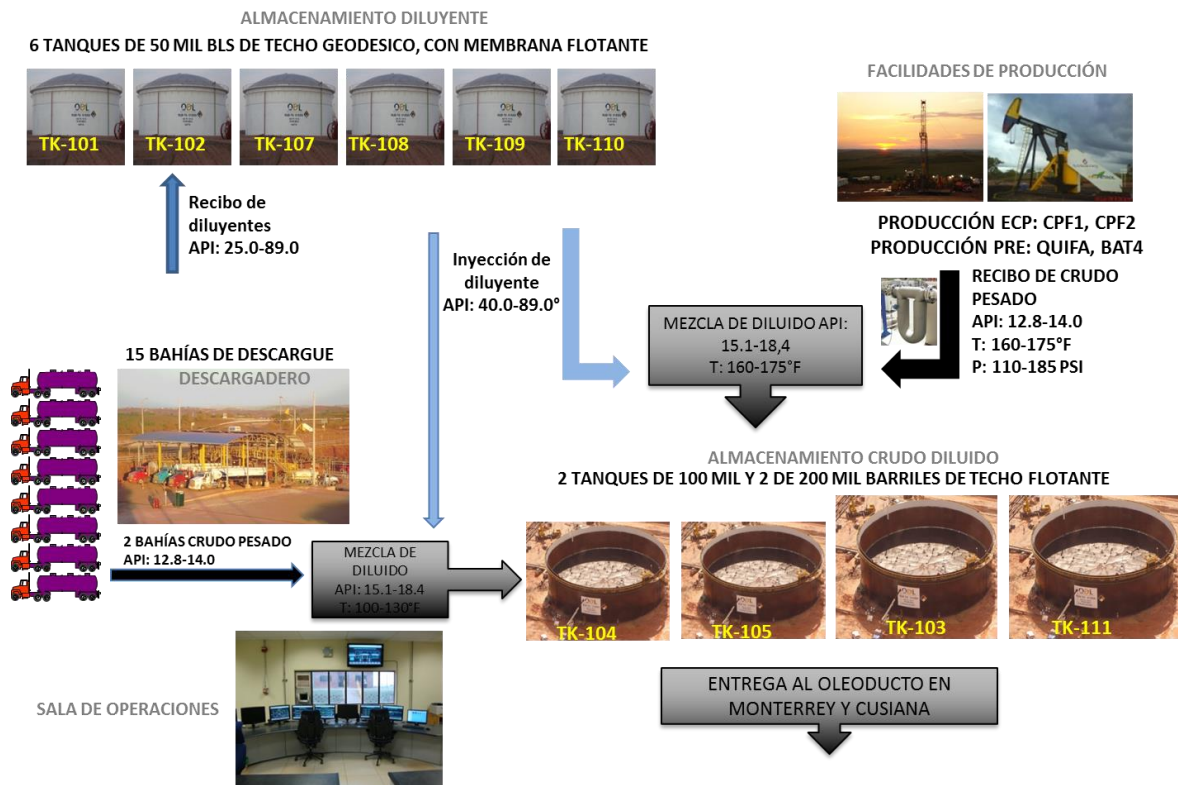 ALMACENAMIENTO DILUYENTE
6 TANQUES DE 50 MIL BLS DE TECHO GEODESICO, CON MEMBRANA FLOTANTE
TK-101
TK-102
TK-107
TK-108
TK-109
TK-110
FACILIDADES DE PRODUCCIÓN
PRODUCCIÓN ECP: CPF1, CPF2
PRODUCCIÓN PRE: QUIFA, BAT4
Recibo de
diluyentes
API: 25.0-89.0
Inyección de
diluyente
API: 40.0-89.0°
RECIBO DE CRUDO
PESADO
API: 12.8-14.0
T: 160-175°F
P: 110-185 PSI
MEZCLA DE DILUIDO API:
15.1-18,4
T: 160-175°F
15 BAHÍAS DE DESCARGUE
DESCARGADERO
ALMACENAMIENTO CRUDO DILUIDO
2 TANQUES DE 100 MIL Y 2 DE 200 MIL BARRILES DE TECHO FLOTANTE
2 BAHÍAS CRUDO PESADO
API: 12.8-14.0
MEZCLA DE
DILUIDO
API: 15.1-18.4
T: 100-130°F
TK-104
TK-105
TK-103
TK-111
SALA DE OPERACIONES
ENTREGA AL OLEODUCTO EN
MONTERREY Y CUSIANA